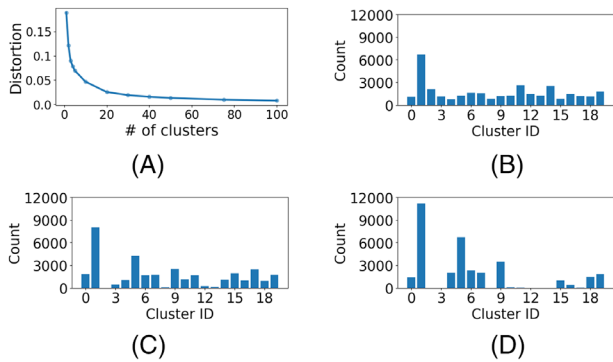 Distortion
0.15
0.1
0.05
0.0
0 20 40 60 80 100
# of clusters
(A)
Count
12000
9000
6000
3000
0
0 3 6 9 12 15 18
Cluster ID
(B)
Count
12000
9000
6000
3000
0
0 3 6 9 12 15 18
Cluster ID
(C)
Count
12000
9000
6000
3000
0
0 3 6 9 12 15 18
Cluster ID
(D)